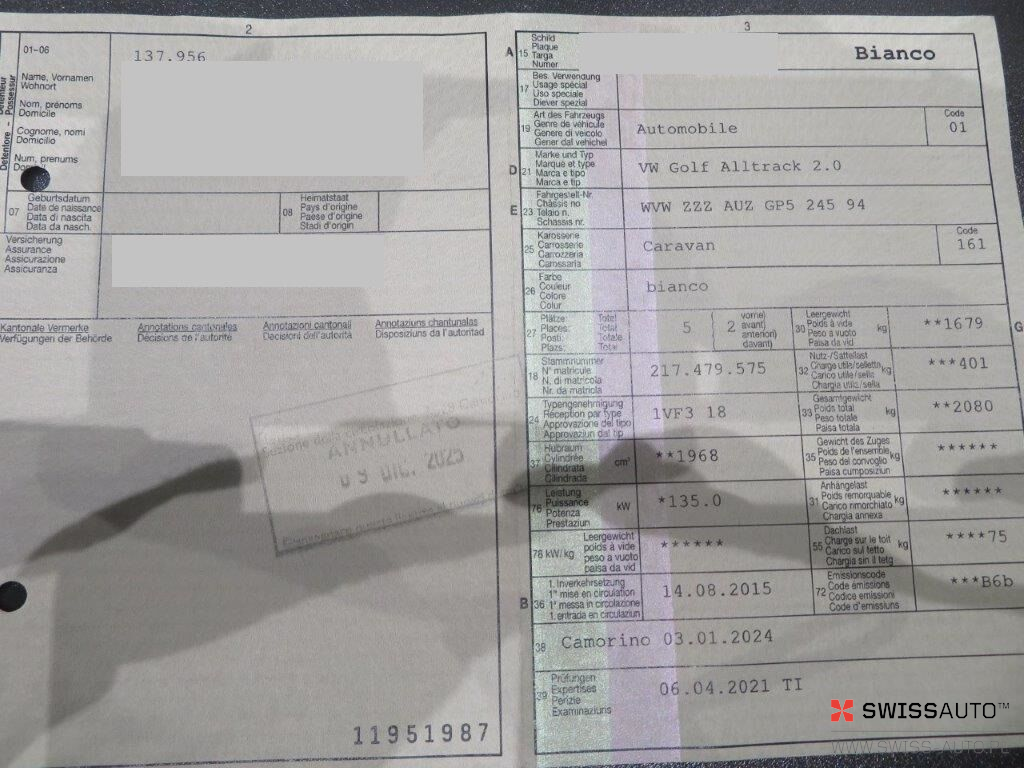 2
01-06
137.956
Detentore - Possessur
Name, Vornamen
Wohnort
Nom, prénoms
Domicile
Cognome, nomi
Domicilio
Num, prenums
07
Geburtsdatum
Date de naissance
Data di nascita
Data da nasch.
08
Heimatstaat
Pays d'origine
Paese d'origine
Stadi d'origin
Versicherung
Assurance
Assicurazione
Assicuranza
Kantonale Vermerke
Verfügungen der Behörde
Annotations cantonales
Décisions de l'autorité
Annotazioni cantonali
Decisioni dell'autorità
Annotaziuns chantunalas
Disposiziuns da l'autoritad
ANNULLATO
03 DIC. 2025
11951987
3
A 15
Schild
Plaque
Targa
Numer
Bianco
17
Bes. Verwendung
Usage spécial
Uso speciale
Diever spezial
19
Art des Fahrzeugs
Genre de véhicule
Genere di veicolo
Gener dal vehichel
Automobile
Code
01
D 21
Marke und Typ
Marque et type
Marca e tipo
Marca e tip
VW Golf Alltrack 2.0
E 23
Fahrgestell-Nr.
Châssis no
Telaio n.
Schassis nr.
WVW ZZZ AUZ GP5 245 94
25
Karosserie
Carrosserie
Carrozzeria
Carossaria
Caravan
Code
161
26
Farbe
Couleur
Colore
Colur
bianco
27
Plätze: Total
Places: Total
Posti: Totale
Plazs: Total
5
2
vorne)
avant)
anteriori)
davant)
30
Leergewicht
Poids à vide
Peso a vuoto
Paisa da vid
kg
**1679
G
18
Stammnummer
N° matricule
N. di matricola
Nr. da matricla
217.479.575
32
Nutz-/Sattellast
Charge utile/sellette
Carico utile/sella
Chargia utila/sella
kg
***401
24
Typengenehmigung
Réception par type
Approvazione del tipo
Approvaziun dal tip
1VF3 18
33
Gesamtgewicht
Poids total
Peso totale
Paisa totala
kg
**2080
37
Hubraum
Cylindrée
Cilindrata
Cilindrada
cm³
**1968
35
Gewicht des Zuges
Poids de l'ensemble
Peso del convoglio
Paisa cumposiziun
kg
******
76
Leistung
Puissance
Potenza
Prestaziun
kW
*135.0
31
Anhängelast
Poids remorquable
Carico rimorchiato
Chargia annexa
kg
******
78 kW/kg
Leergewicht
poids à vide
peso a vuoto
paisa da vid
******
55
Dachlast
Charge sur le toit
Carico sul tetto
Chargia sin il tetg
kg
****75
B 36
1. Inverkehrsetzung
1re mise en circulation
1a messa in circolazione
1. entrada en circulaziun
14.08.2015
72
Emissionscode
Code émissions
Codice emissioni
Code d'emissiuns
***B6b
38
Camorino 03.01.2024
39
Prüfungen
Expertises
Perizie
Examinaziuns
06.04.2021 TI
SWISSAUTO™
WWW.SWISS-AUTO.PL